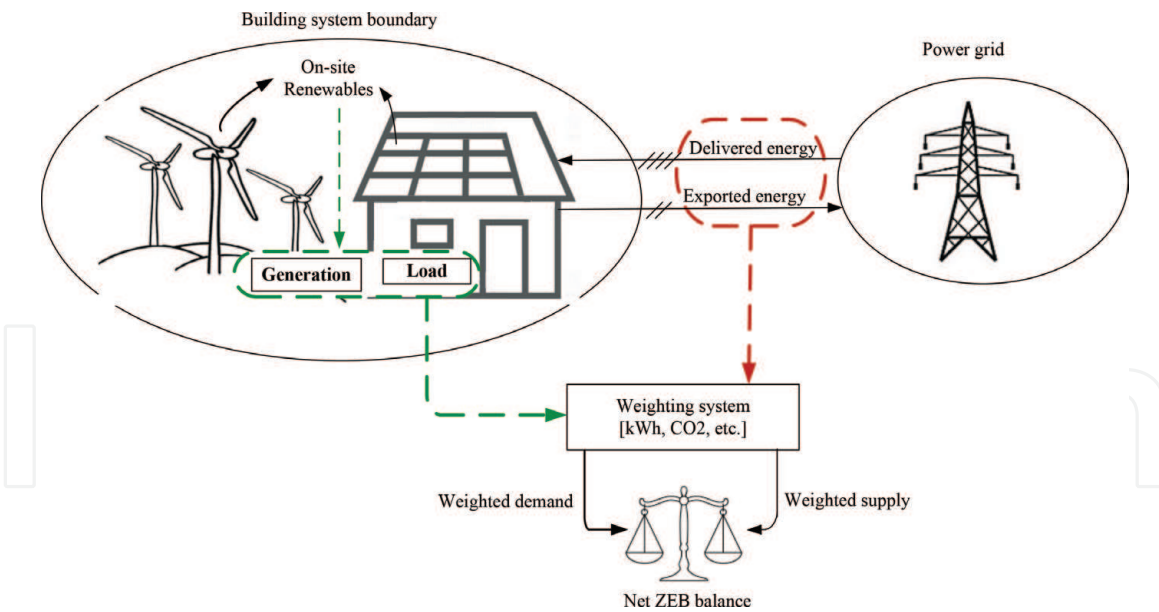 Building system boundary
Power grid
On-site
Renewables
Delivered energy
Exported energy
Generation
Load
Weighting system
[kWh, CO2, etc.]
Weighted demand
Weighted supply
Net ZEB balance